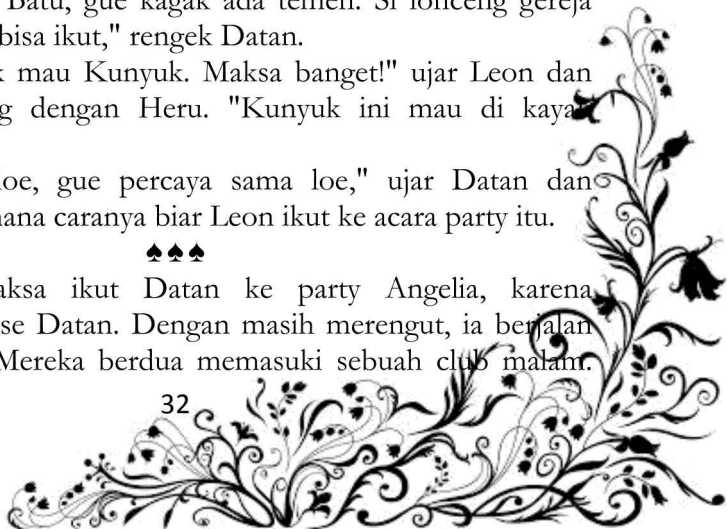 Batu, gue kagak ada temen. Si lonceng gereja
bisa ikut," rengek Datan.
k mau Kunyuk. Maksa banget!" ujar Leon dan
g dengan Heru. "Kunyuk ini mau di kaya
loe, gue percaya sama loe," ujar Datan dan
mana caranya biar Leon ikut ke acara party itu.
♠♠♠
aksa ikut Datan ke party Angelia, karena
se Datan. Dengan masih merengut, ia berjalan
Mereka berdua memasuki sebuah club malam.
32